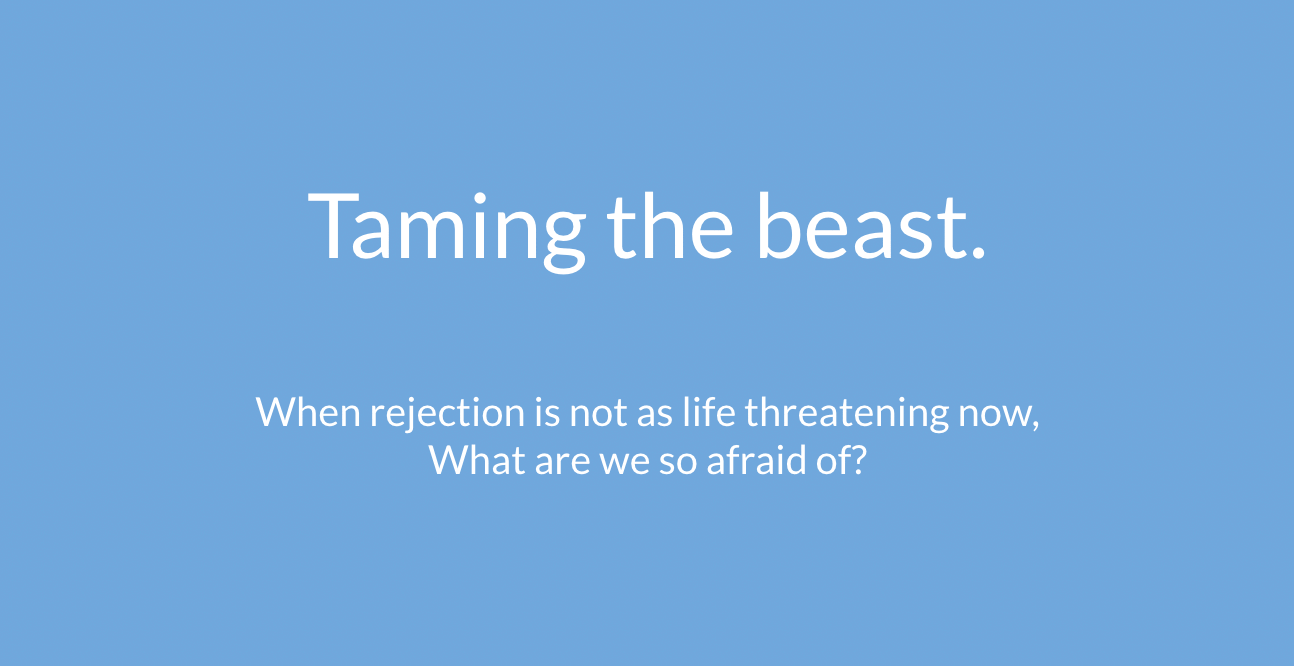 Taming the beast.
When rejection is not as life threatening now,
What are we so afraid of?